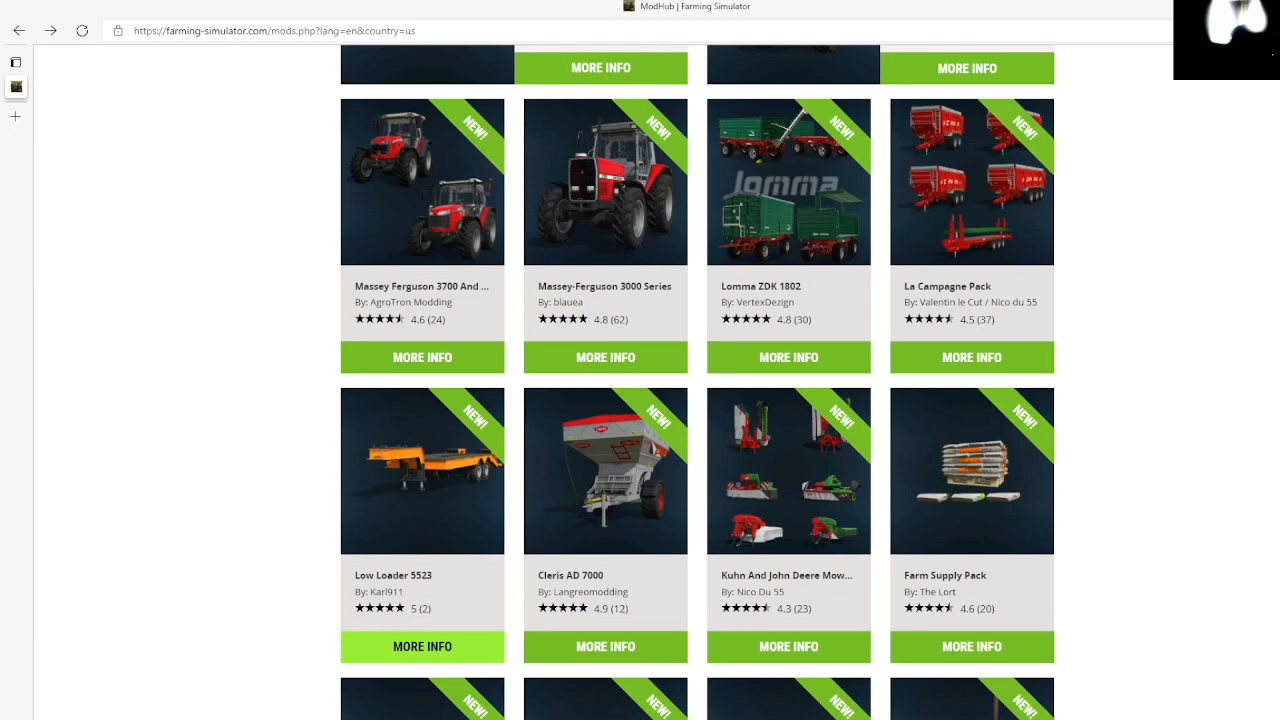 ModHub | Farming Simulator
https://farming-simulator.com/mods.php?lang=en&country=us
MORE INFO
MORE INFO
NEW!
NEW!
NEW!
NEW!
lomma
Massey Ferguson 3700 And ...
By: AgroTron Modding
4.6 (24)
MORE INFO
Massey-Ferguson 3000 Series
By: blauea
4.8 (62)
MORE INFO
Lomma ZDK 1802
By: VertexDezign
4.8 (30)
MORE INFO
La Campagne Pack
By: Valentin le Cut / Nico du 55
4.5 (37)
MORE INFO
NEW!
NEW!
NEW!
NEW!
Low Loader 5523
By: Karl911
5 (2)
MORE INFO
Cleris AD 7000
By: Langreomodding
4.9 (12)
MORE INFO
Kuhn And John Deere Mow...
By: Nico Du 55
4.3 (23)
MORE INFO
Farm Supply Pack
By: The Lort
4.6 (20)
MORE INFO
NEW!
NEW!
NEW!
NEW!